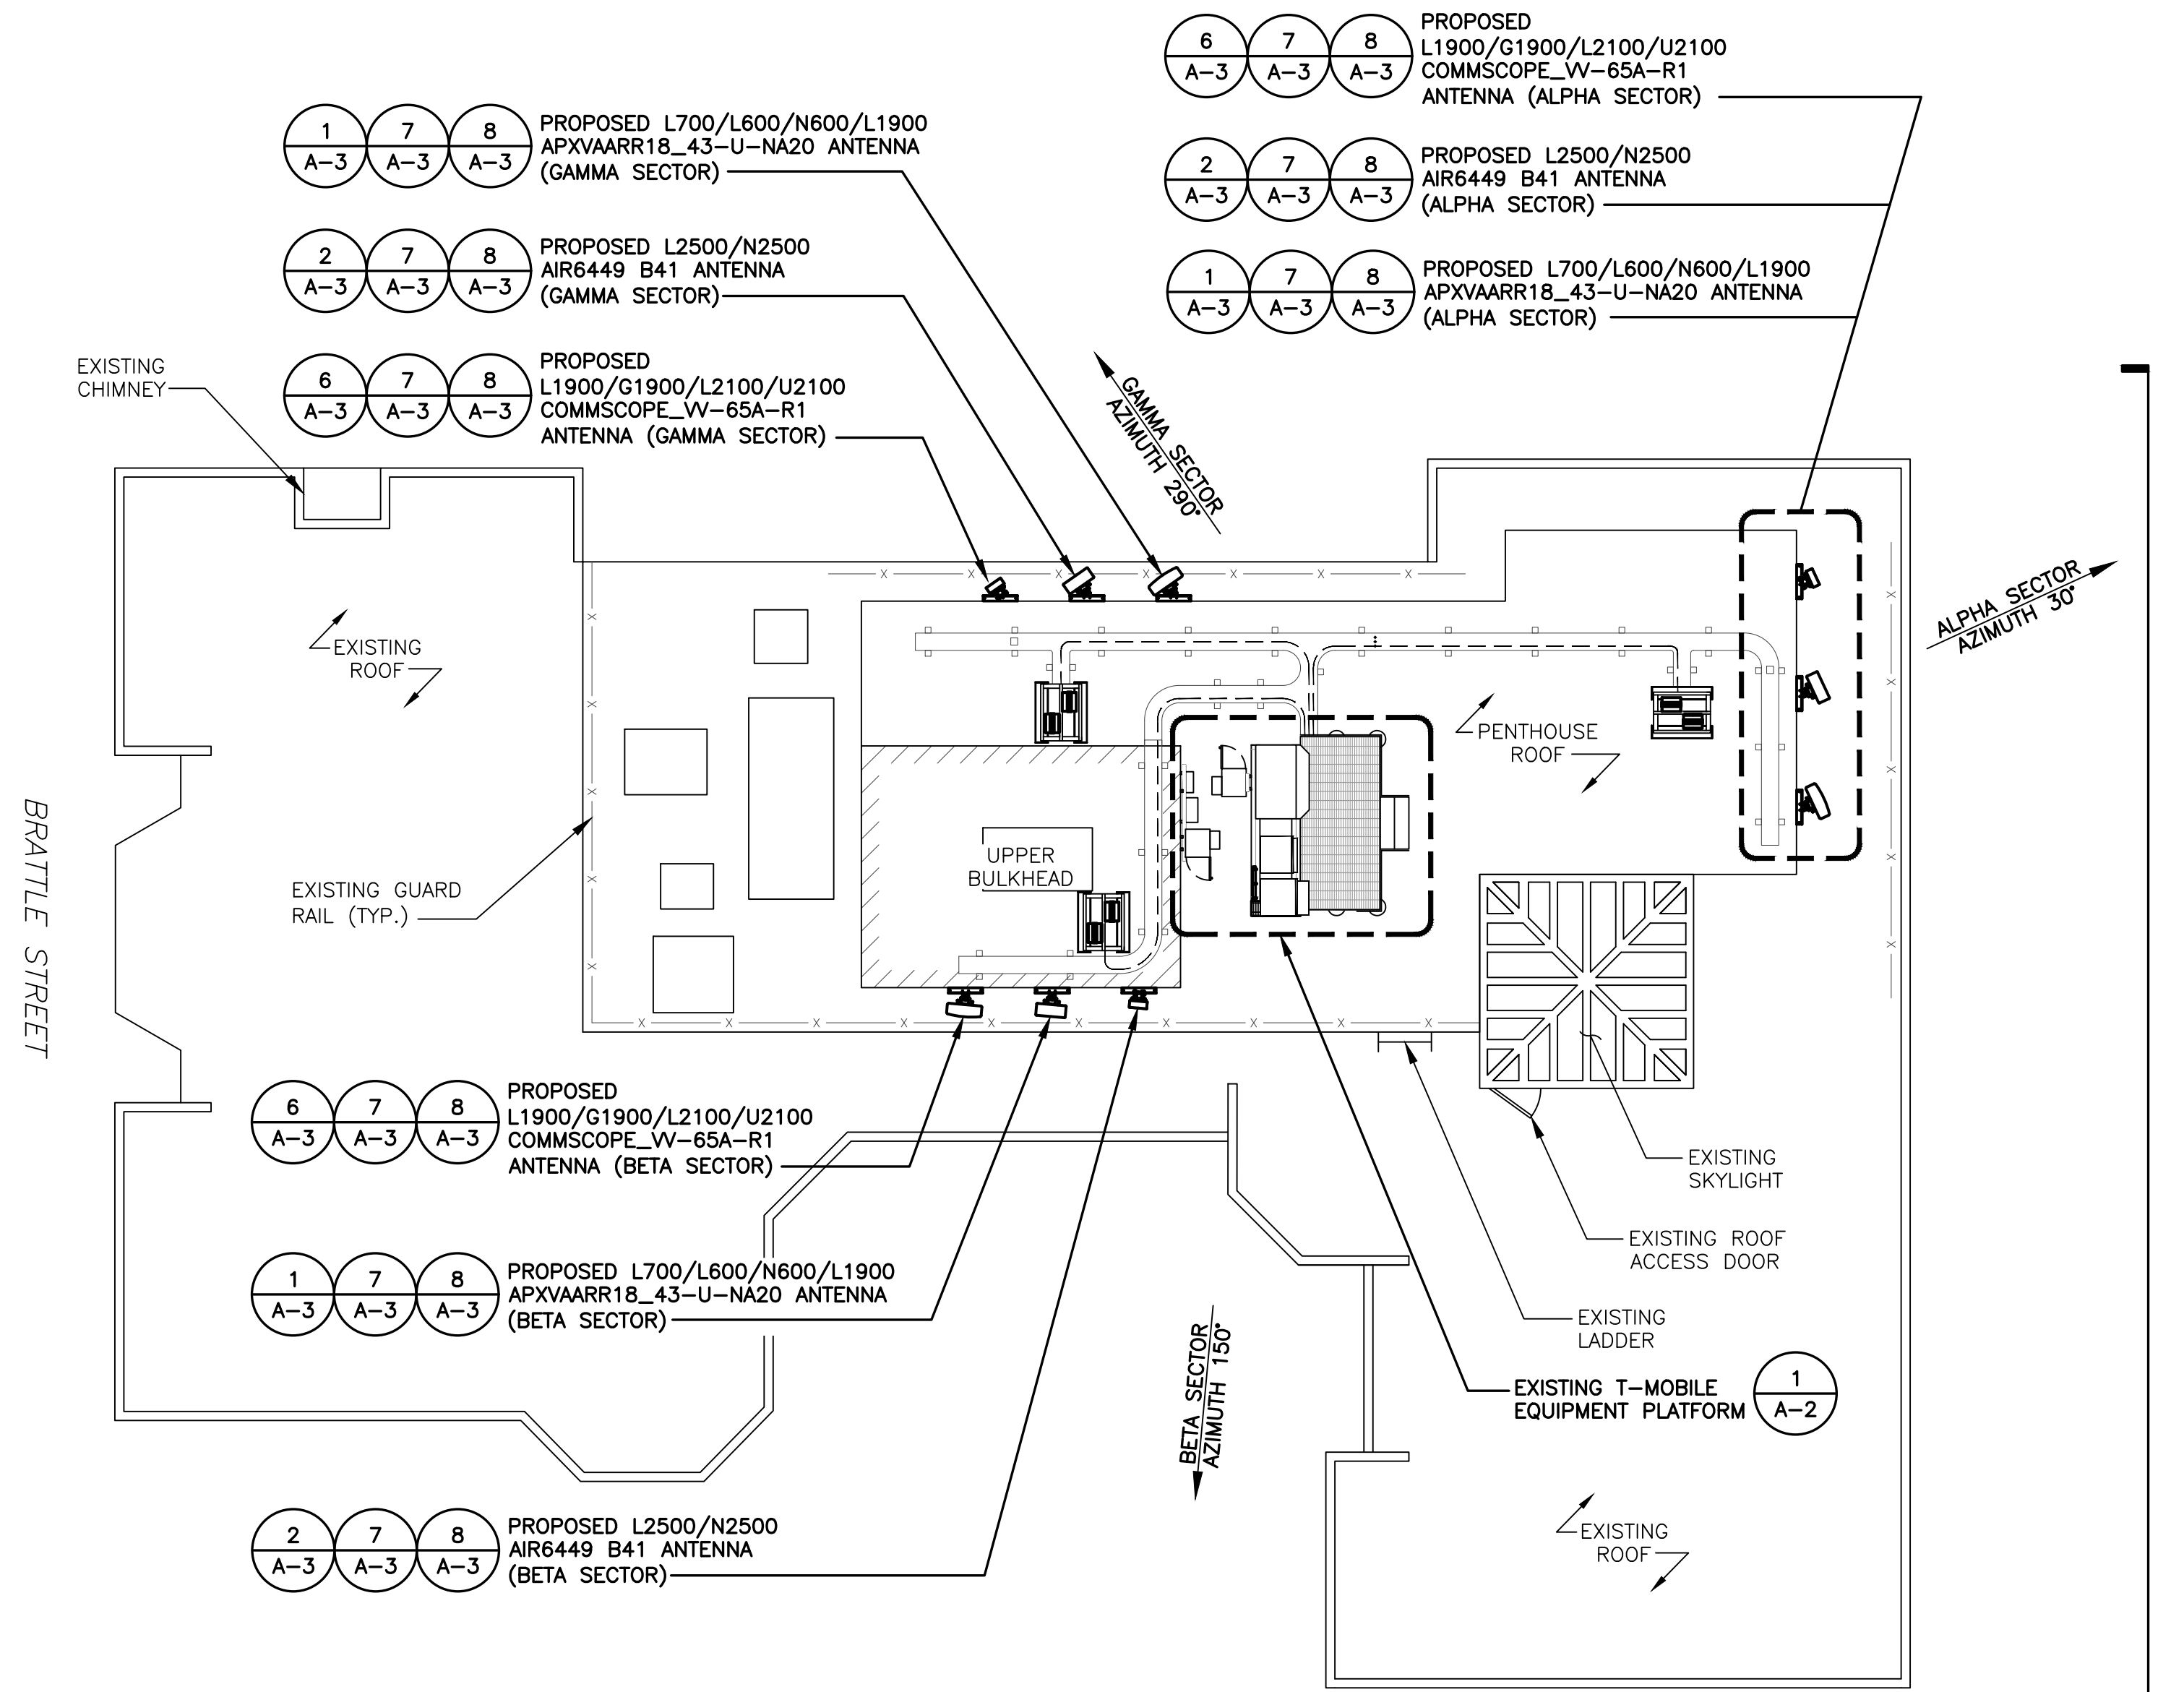 6 7 8
A-3 A-3 A-3
PROPOSED
L1900/G1900/L2100/U2100
COMMSCOPE_VV-65A-R1
ANTENNA (ALPHA SECTOR)
1 7 8
A-3 A-3 A-3
PROPOSED L700/L600/N600/L1900
APXVAARR18_43-U-NA20 ANTENNA
(GAMMA SECTOR)
2 7 8
A-3 A-3 A-3
PROPOSED L2500/N2500
AIR6449 B41 ANTENNA
(ALPHA SECTOR)
2 7 8
A-3 A-3 A-3
PROPOSED L2500/N2500
AIR6449 B41 ANTENNA
(GAMMA SECTOR)
1 7 8
A-3 A-3 A-3
PROPOSED L700/L600/N600/L1900
APXVAARR18_43-U-NA20 ANTENNA
(ALPHA SECTOR)
EXISTING
CHIMNEY
6 7 8
A-3 A-3 A-3
PROPOSED
L1900/G1900/L2100/U2100
COMMSCOPE_VV-65A-R1
ANTENNA (GAMMA SECTOR)
GAMMA SECTOR
AZIMUTH 290°
ALPHA SECTOR
AZIMUTH 30°
EXISTING
ROOF
PENTHOUSE
ROOF
UPPER
BULKHEAD
EXISTING GUARD
RAIL (TYP.)
BRATTLE STREET
6 7 8
A-3 A-3 A-3
PROPOSED
L1900/G1900/L2100/U2100
COMMSCOPE_VV-65A-R1
ANTENNA (BETA SECTOR)
EXISTING
SKYLIGHT
EXISTING ROOF
ACCESS DOOR
1 7 8
A-3 A-3 A-3
PROPOSED L700/L600/N600/L1900
APXVAARR18_43-U-NA20 ANTENNA
(BETA SECTOR)
EXISTING
LADDER
BETA SECTOR
AZIMUTH 150°
EXISTING T-MOBILE
EQUIPMENT PLATFORM
1
A-2
2 7 8
A-3 A-3 A-3
PROPOSED L2500/N2500
AIR6449 B41 ANTENNA
(BETA SECTOR)
EXISTING
ROOF